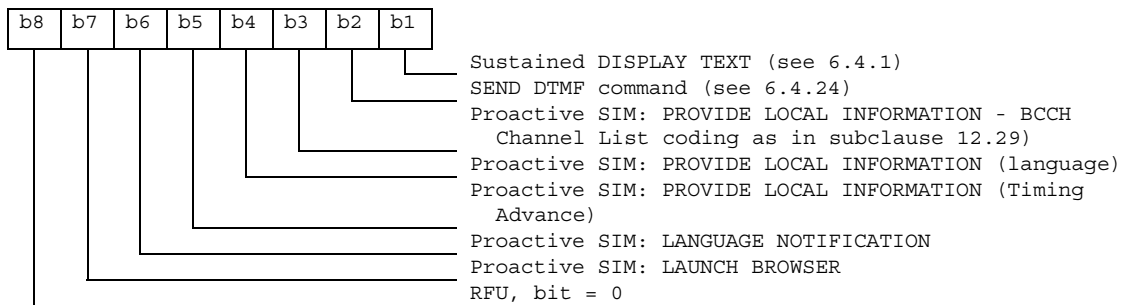 b8 b7 b6 b5 b4 b3 b2 b1
Sustained DISPLAY TEXT (see 6.4.1)
SEND DTMF command (see 6.4.24)
Proactive SIM: PROVIDE LOCAL INFORMATION - BCCH
Channel List coding as in subclause 12.29)
Proactive SIM: PROVIDE LOCAL INFORMATION (language)
Proactive SIM: PROVIDE LOCAL INFORMATION (Timing
Advance)
Proactive SIM: LANGUAGE NOTIFICATION
Proactive SIM: LAUNCH BROWSER
RFU, bit = 0